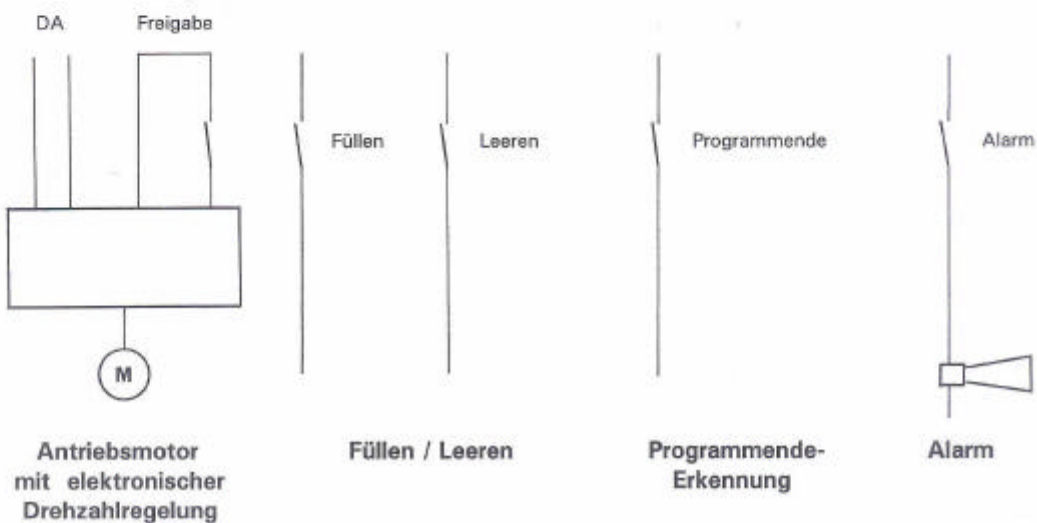 DA Freigabe
Füllen Leeren Programmende Alarm
M
Antriebsmotor
mit elektronischer
Drehzahlregelung
Füllen / Leeren
Programmende-
Erkennung
Alarm